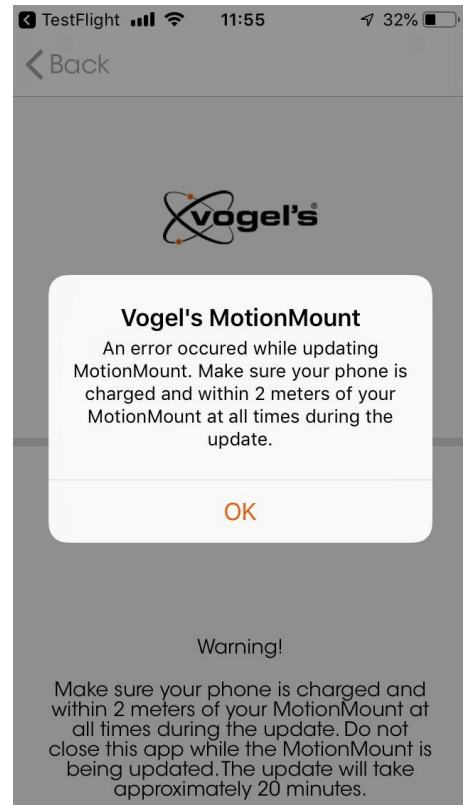 TestFlight 11:55 32%
Back
vogel's®
Vogel's MotionMount
An error occured while updating
MotionMount. Make sure your phone is
charged and within 2 meters of your
MotionMount at all times during the
update.
OK
Warning!
Make sure your phone is charged and
within 2 meters of your MotionMount at
all times during the update. Do not
close this app while the MotionMount is
being updated.The update will take
approximately 20 minutes.